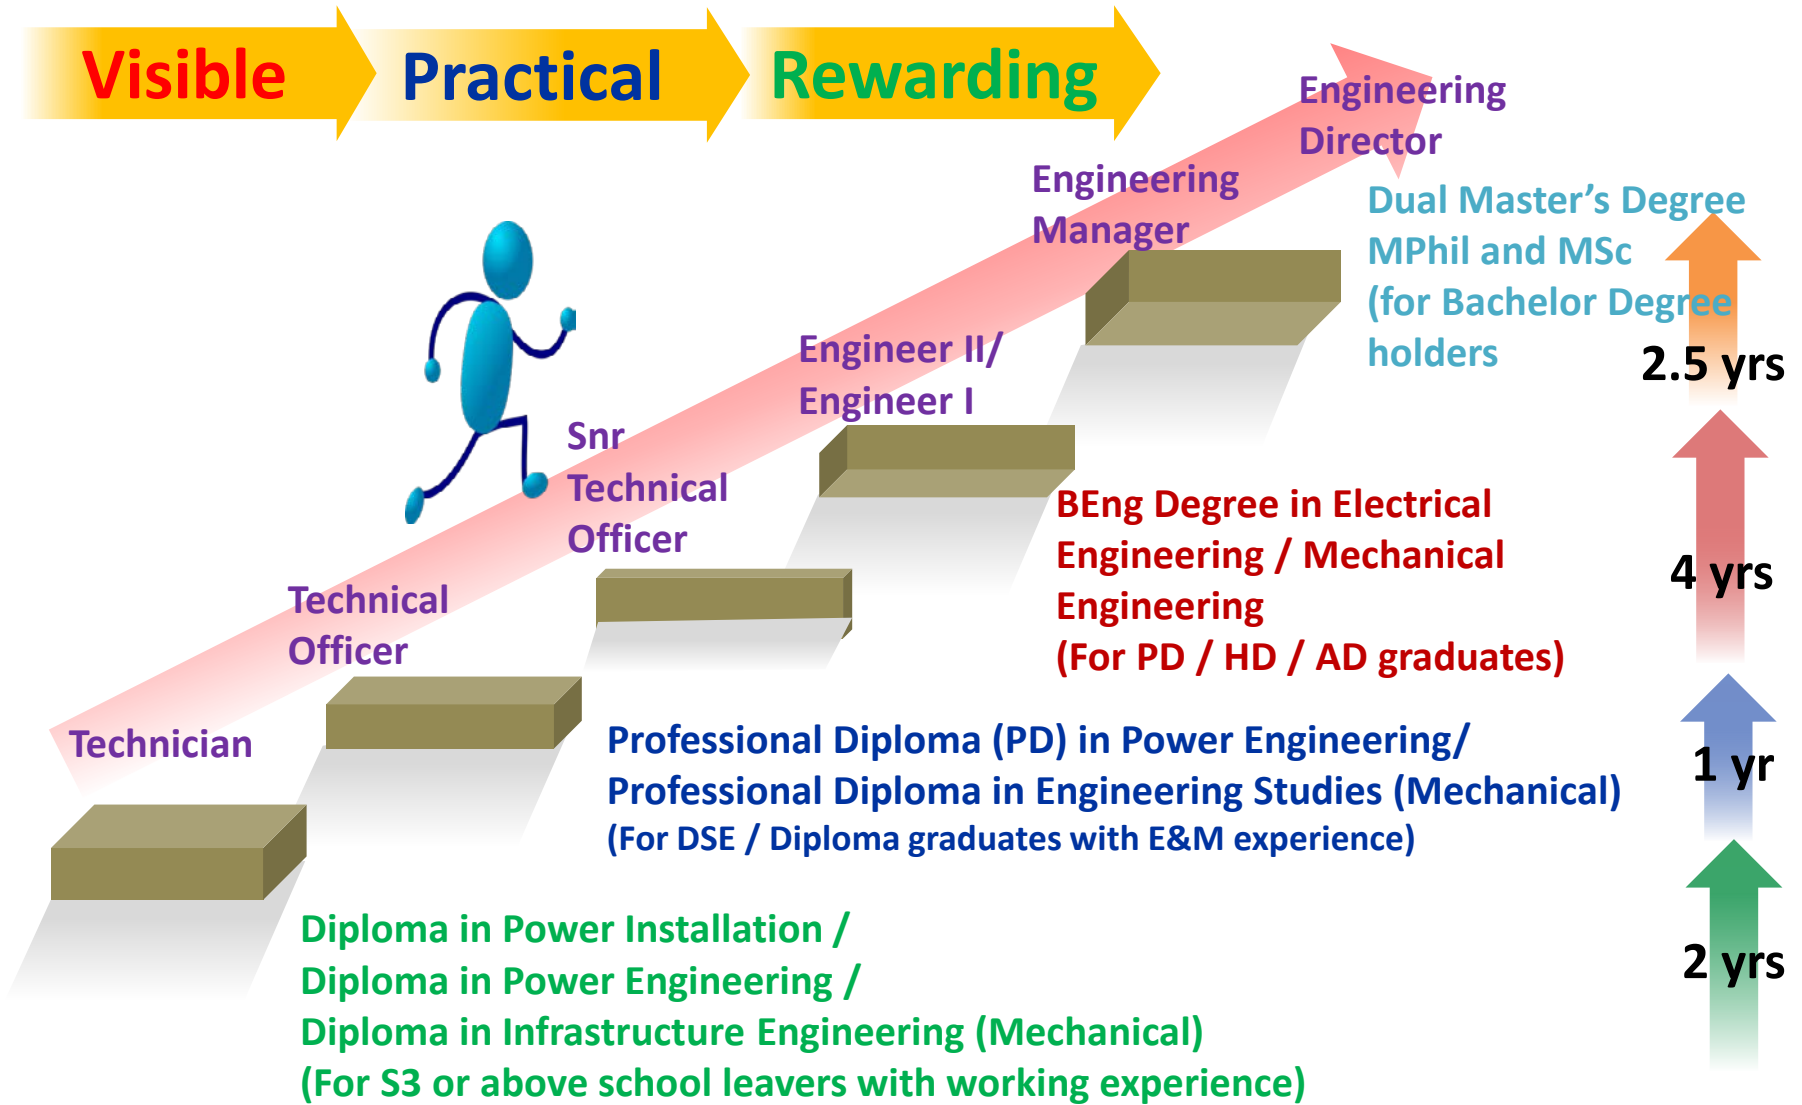 Visible
Practical
Rewarding
Engineering
Director
Engineering
Manager
Dual Master’s Degree
MPhil and MSc
(for Bachelor Degree
holders
2.5 yrs
Engineer II/
Engineer I
Snr
Technical
Officer
BEng Degree in Electrical
Engineering / Mechanical
Engineering
(For PD / HD / AD graduates)
4 yrs
Technical
Officer
Technician
Professional Diploma (PD) in Power Engineering/
Professional Diploma in Engineering Studies (Mechanical)
(For DSE / Diploma graduates with E&M experience)
1 yr
Diploma in Power Installation /
Diploma in Power Engineering /
Diploma in Infrastructure Engineering (Mechanical)
(For S3 or above school leavers with working experience)
2 yrs